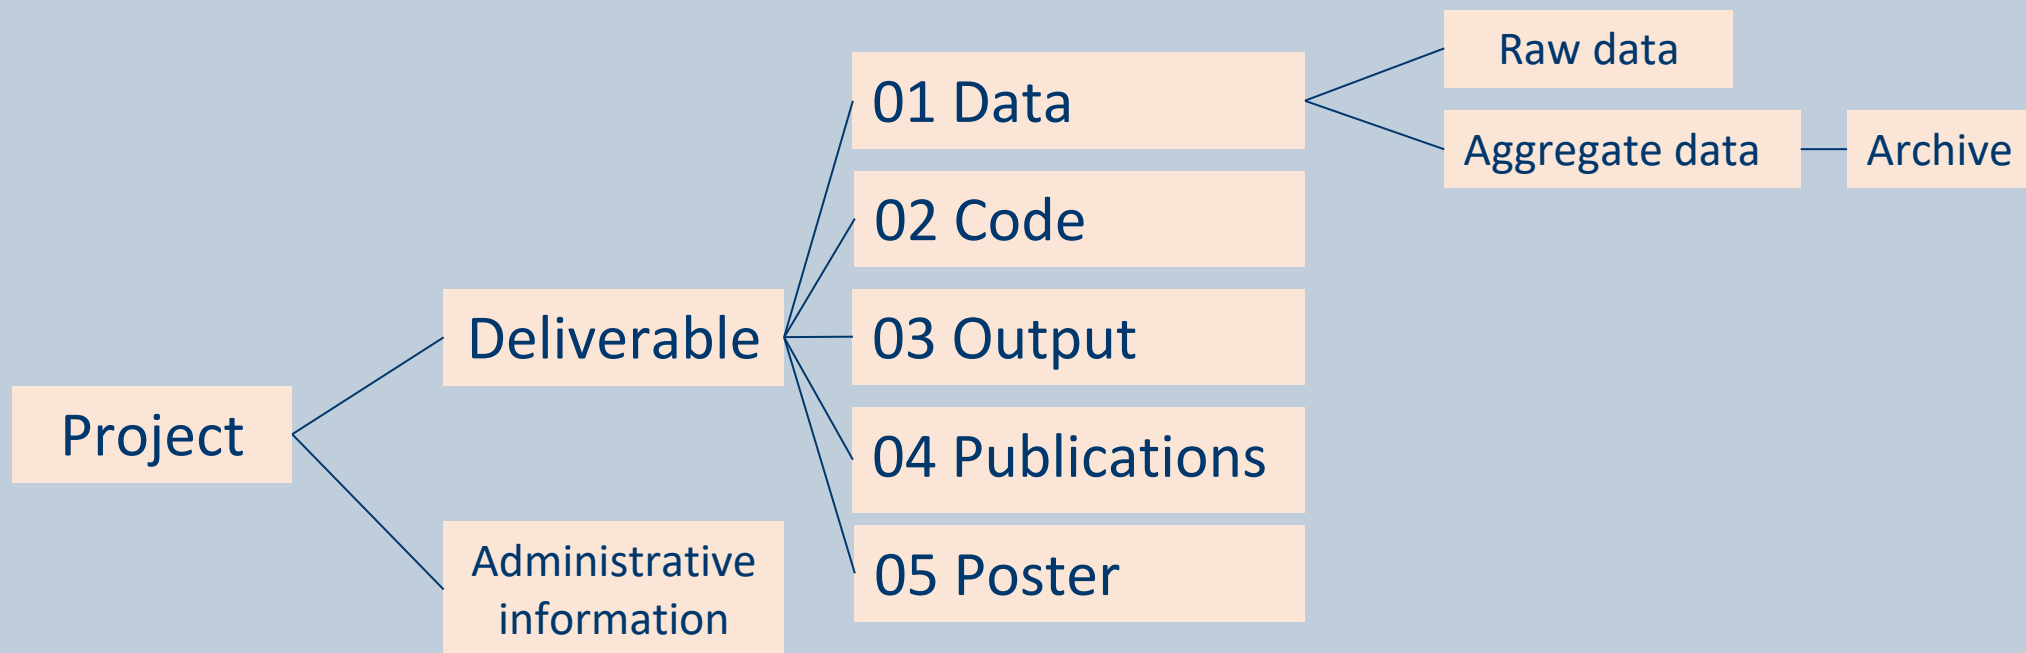 Project
Deliverable
Administrative
information
01 Data
02 Code
03 Output
04 Publications
05 Poster
Raw data
Aggregate data
Archive